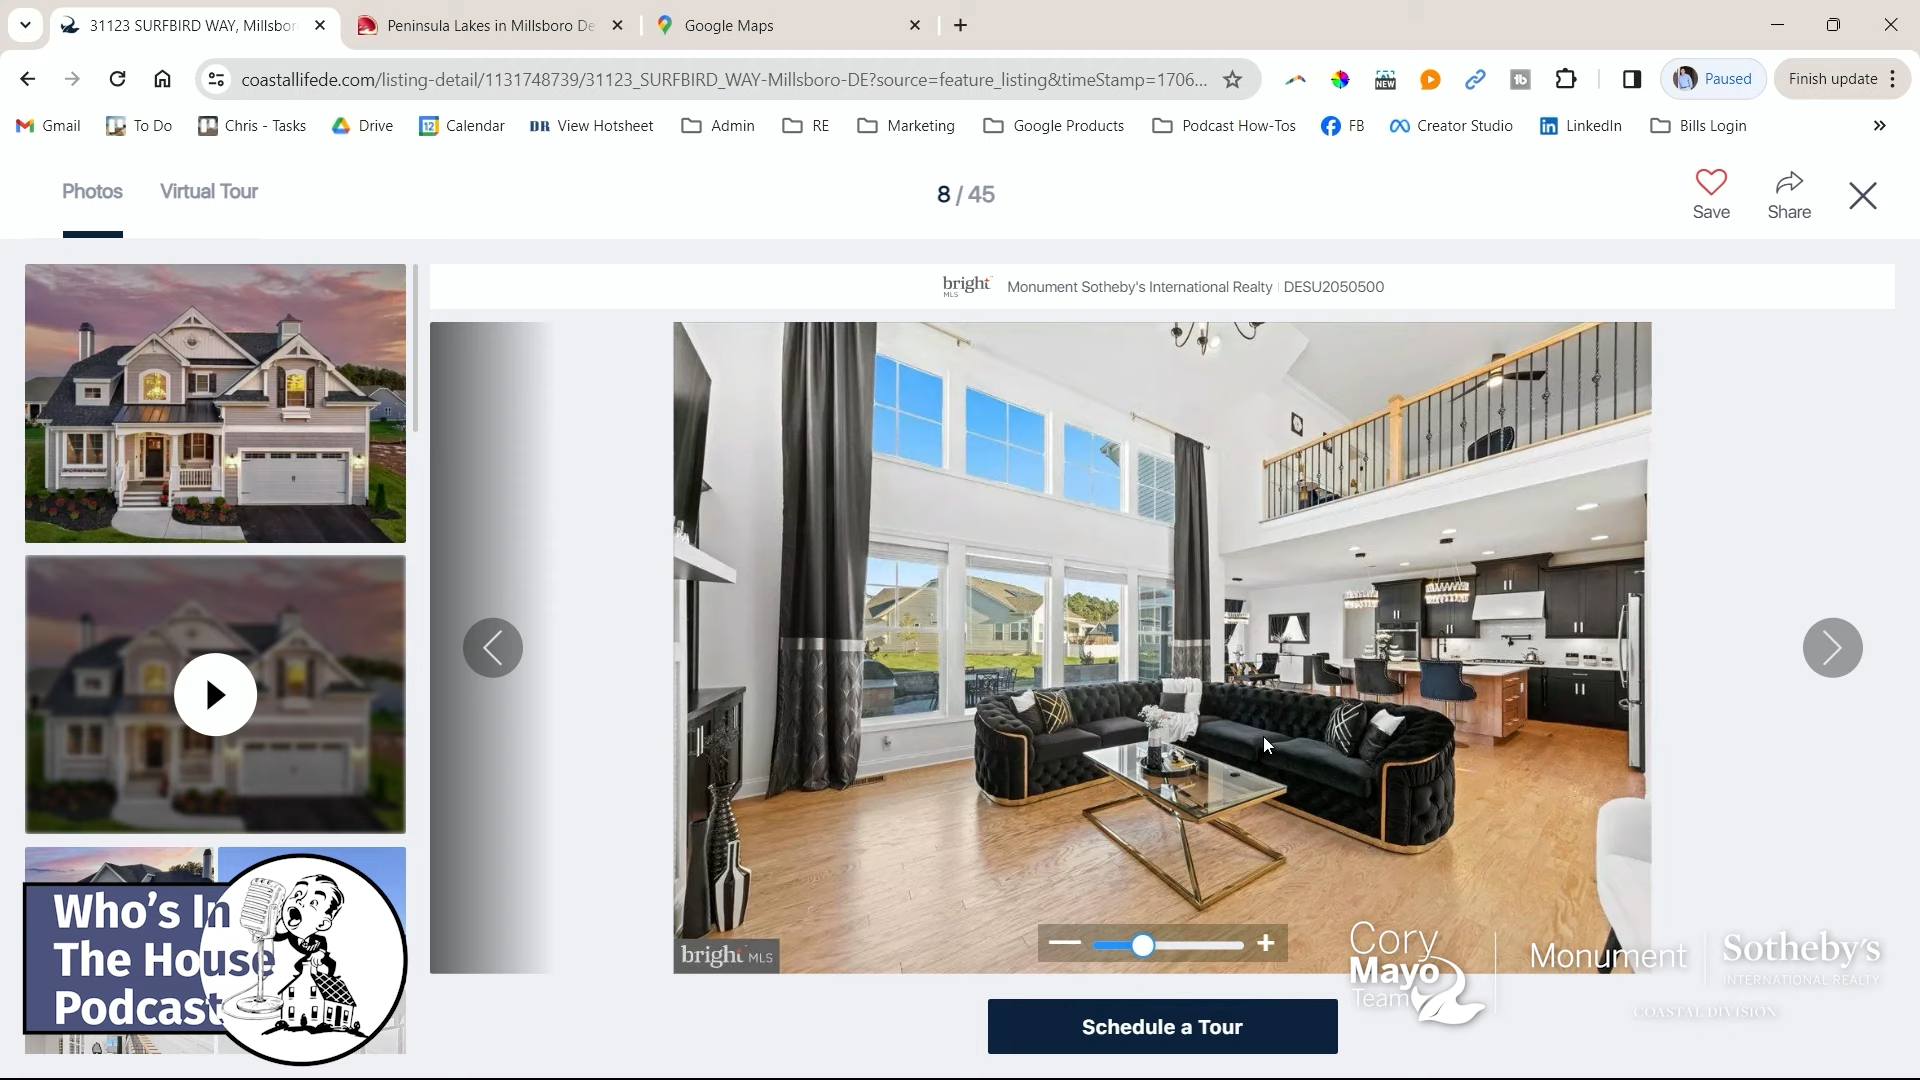 31123 SURFBIRD WAY, Millsbor
Peninsula Lakes in Millsboro De
Google Maps
coastallifede.com/listing-detail/1131748739/31123_SURFBIRD_WAY-Millsboro-DE?source=feature_listing&timeStamp=1706...
NEW
tb
Paused
Finish update
Gmail
To Do
Chris - Tasks
Drive
12
Calendar
DR View Hotsheet
Admin
RE
Marketing
Google Products
Podcast How-Tos
FB
Creator Studio
in LinkedIn
Bills Login
»
Photos
Virtual Tour
8 / 45
Save
Share
bright MLS
Monument Sotheby's International Realty | DESU2050500
bright MLS
Who's In
The House
Podcast
Cory
Mayo
Team
Monument
Sotheby's
INTERNATIONAL REALTY
COASTAL DIVISION
Schedule a Tour